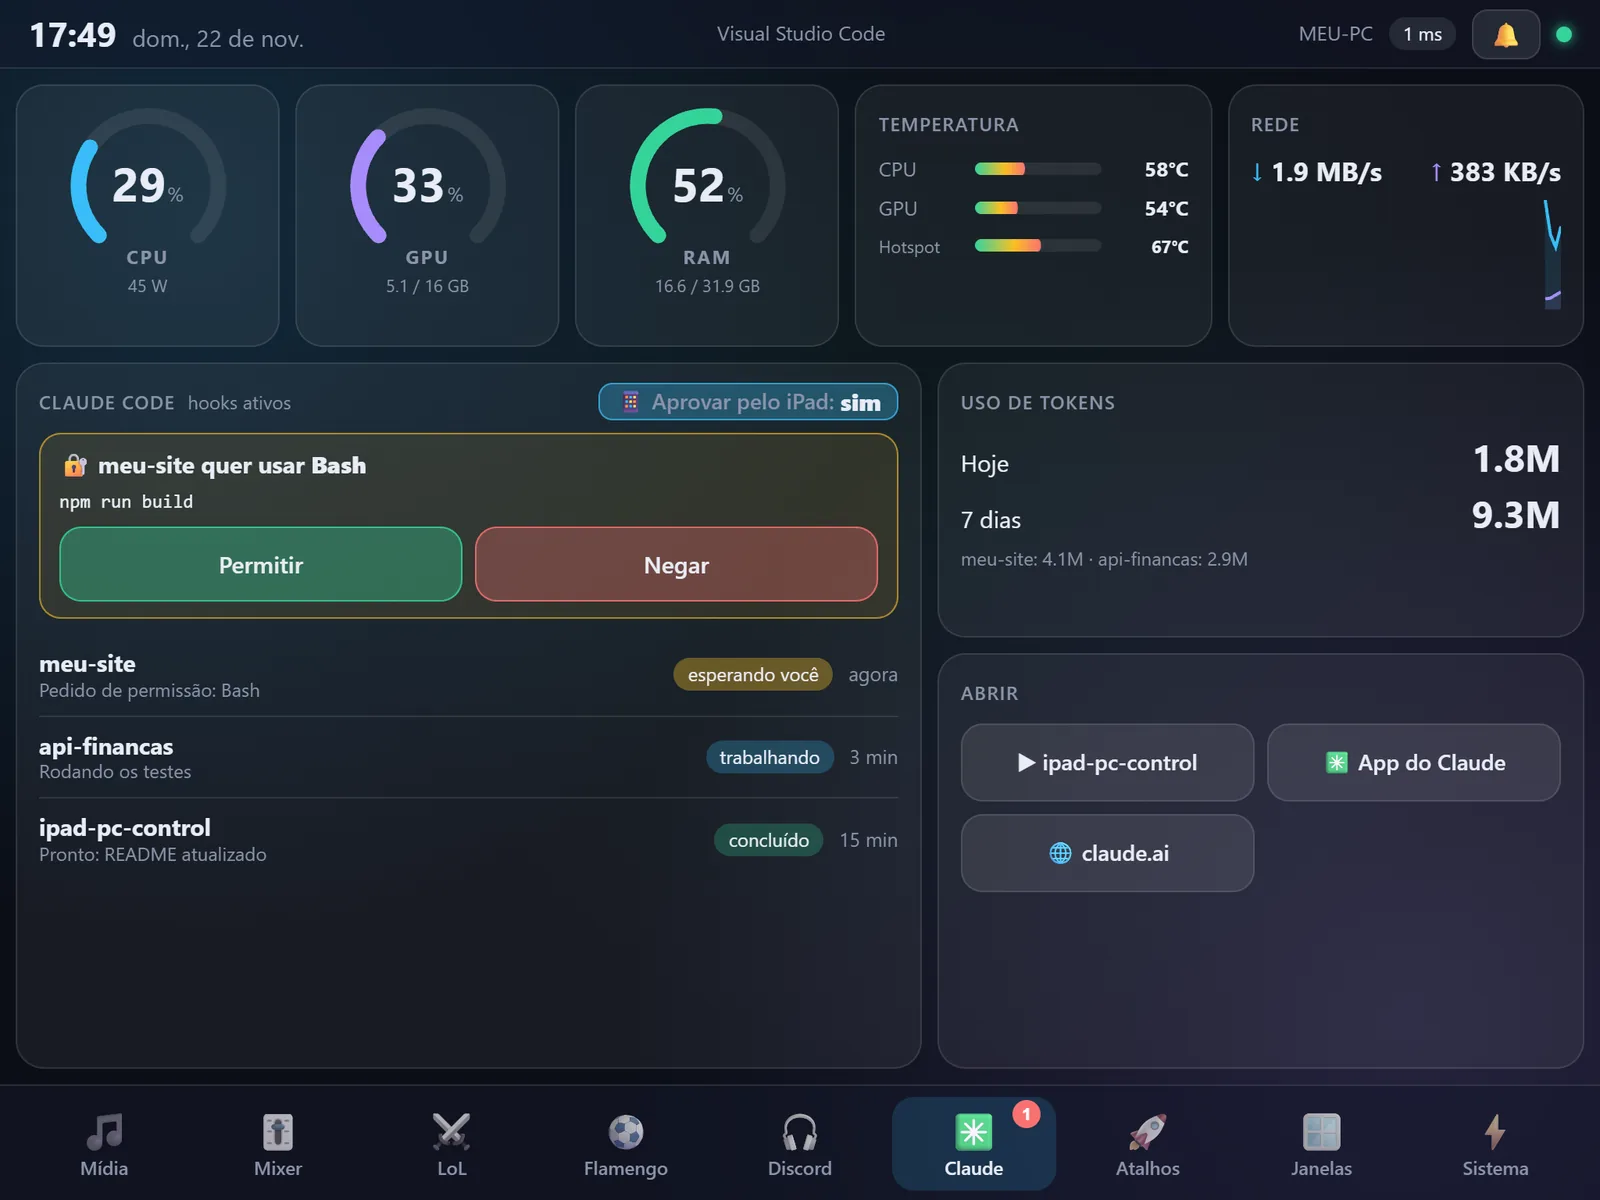 17:49 dom., 22 de nov.
Visual Studio Code
MEU-PC 1 ms
29%
CPU
45 W
33%
GPU
5.1 / 16 GB
52%
RAM
16.6 / 31.9 GB
TEMPERATURA
CPU 58°C
GPU 54°C
Hotspot 67°C
REDE
↓ 1.9 MB/s ↑ 383 KB/s
CLAUDE CODE hooks ativos
Aprovar pelo iPad: sim
meu-site quer usar Bash
npm run build
Permitir
Negar
meu-site
Pedido de permissão: Bash
esperando você agora
api-financas
Rodando os testes
trabalhando 3 min
ipad-pc-control
Pronto: README atualizado
concluído 15 min
USO DE TOKENS
Hoje 1.8M
7 dias 9.3M
meu-site: 4.1M · api-financas: 2.9M
ABRIR
▶ ipad-pc-control
App do Claude
claude.ai
Mídia
Mixer
LoL
Flamengo
Discord
1
Claude
Atalhos
Janelas
Sistema